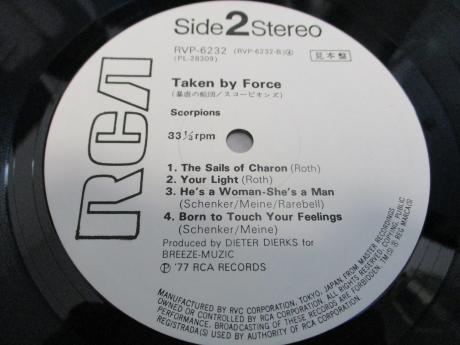 Side 2 Stereo
RVP-6232 (RVP-6232-B) ④
(PL-28309)
見本盤
RCA
Taken by Force
(暴虐の蠍団/スコーピオンズ)
Scorpions
33⅓rpm
1. The Sails of Charon (Roth)
2. Your Light (Roth)
3. He's a Woman-She's a Man
(Schenker/Meine/Rarebell)
4. Born to Touch Your Feelings
(Schenker/Meine)
Produced by DIETER DIERKS for
BREEZE-MUZIC
Ⓟ '77 RCA RECORDS
MANUFACTURED BY RVC CORPORATION, TOKYO, JAPAN FROM MASTER RECORDINGS
OWNED OR CONTROLLED BY RCA CORPORATION. ALL RIGHTS RESERVED, COPYING, PUBLIC
PERFORMANCE, BROADCASTING OF THESE RECORDS ARE FORBIDDEN. TM(S) ® REG MARCA(S)
REGISTRADA(S) USED BY AUTHORITY OF RCA CORPORATION.